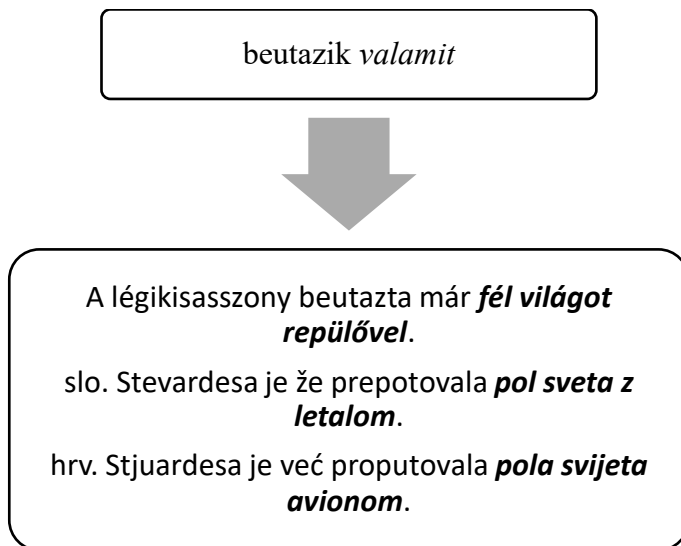 beutazik valamit
A légikisasszony beutazta már fél világot
repülővel.
slo. Stevardesa je že prepotovala pol sveta z
letalom.
hrv. Stjuardesa je već proputovala pola svijeta
avionom.